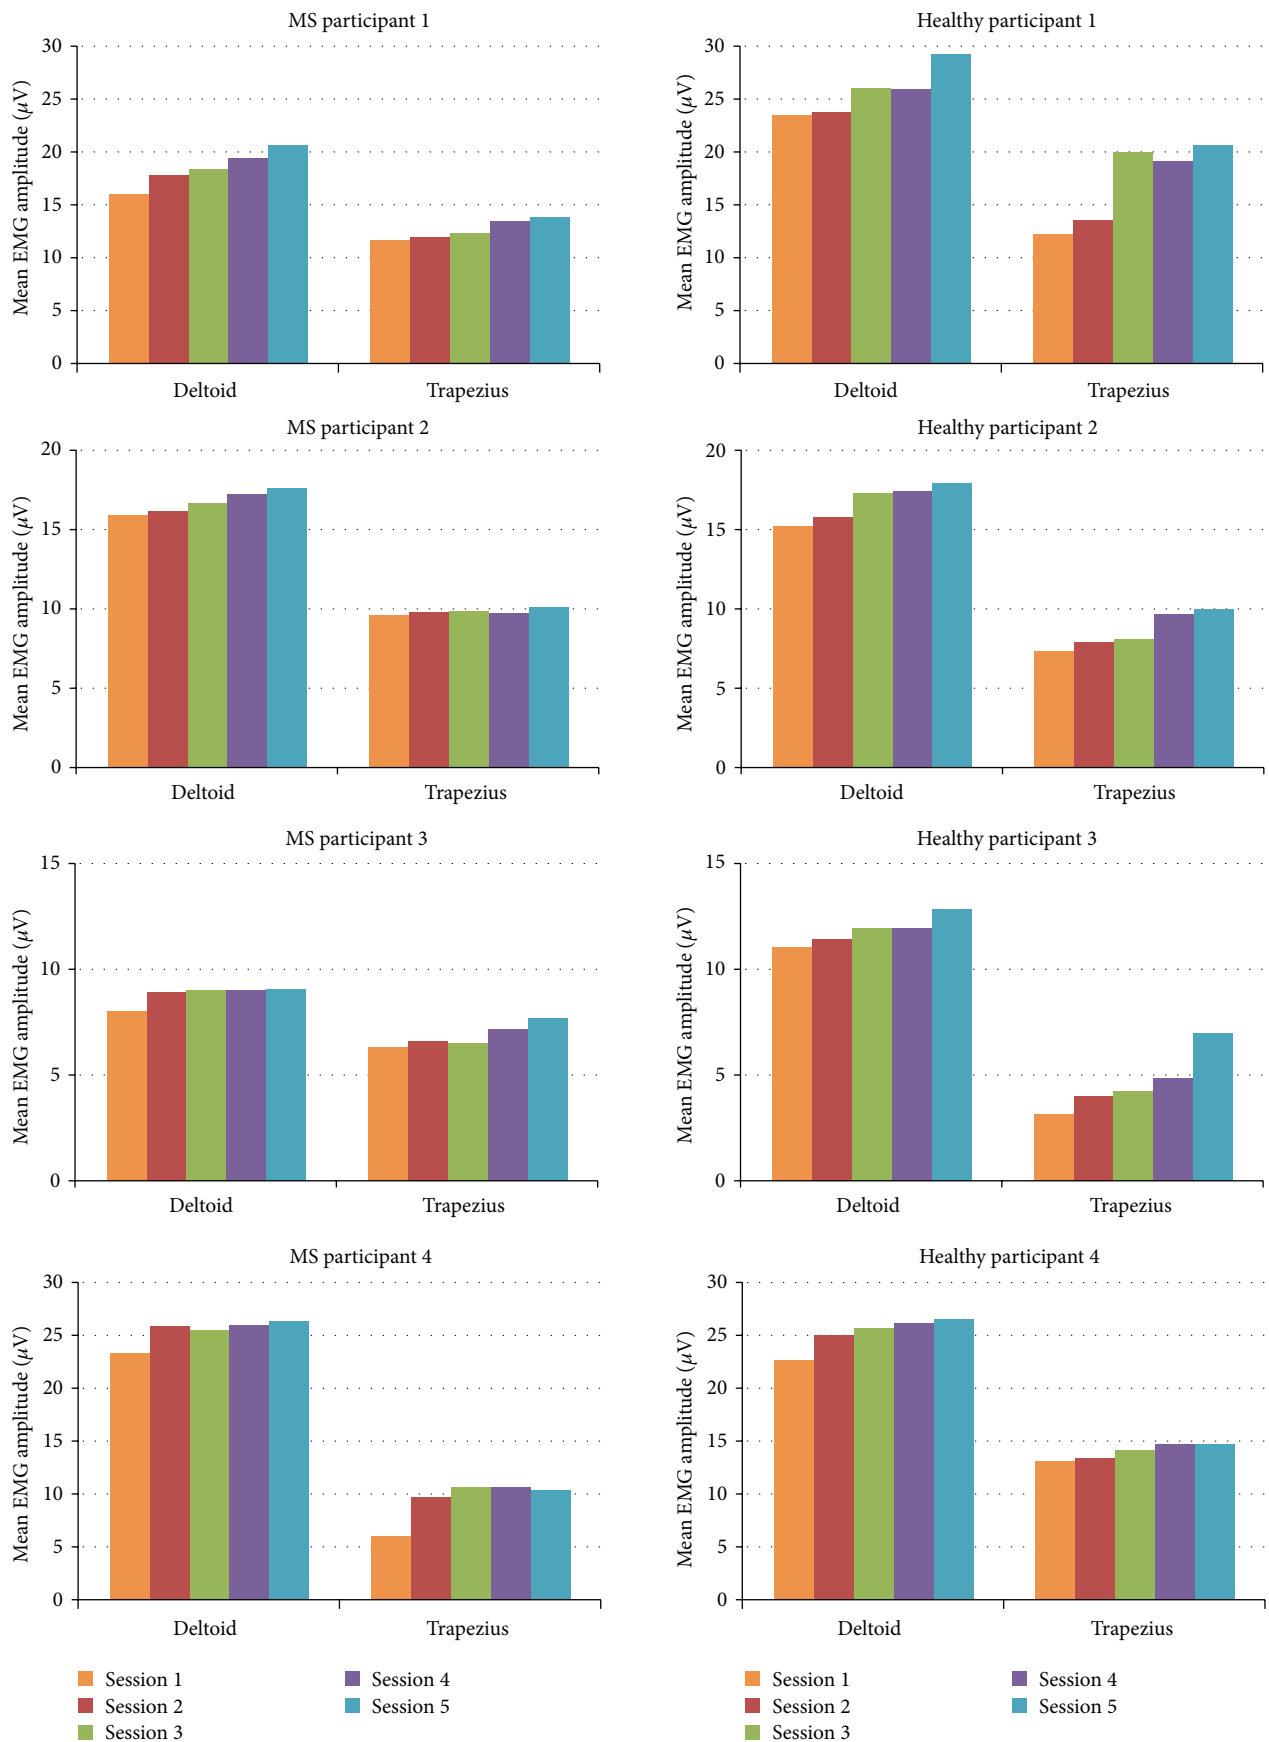 MS participant 1
Mean EMG amplitude (μV)
30
25
20
15
10
5
0
Deltoid
Trapezius
Healthy participant 1
Mean EMG amplitude (μV)
30
25
20
15
10
5
0
Deltoid
Trapezius
MS participant 2
Mean EMG amplitude (μV)
20
15
10
5
0
Deltoid
Trapezius
Healthy participant 2
Mean EMG amplitude (μV)
20
15
10
5
0
Deltoid
Trapezius
MS participant 3
Mean EMG amplitude (μV)
15
10
5
0
Deltoid
Trapezius
Healthy participant 3
Mean EMG amplitude (μV)
15
10
5
0
Deltoid
Trapezius
MS participant 4
Mean EMG amplitude (μV)
30
25
20
15
10
5
0
Deltoid
Trapezius
Healthy participant 4
Mean EMG amplitude (μV)
30
25
20
15
10
5
0
Deltoid
Trapezius
Session 1
Session 2
Session 3
Session 4
Session 5
Session 1
Session 2
Session 3
Session 4
Session 5